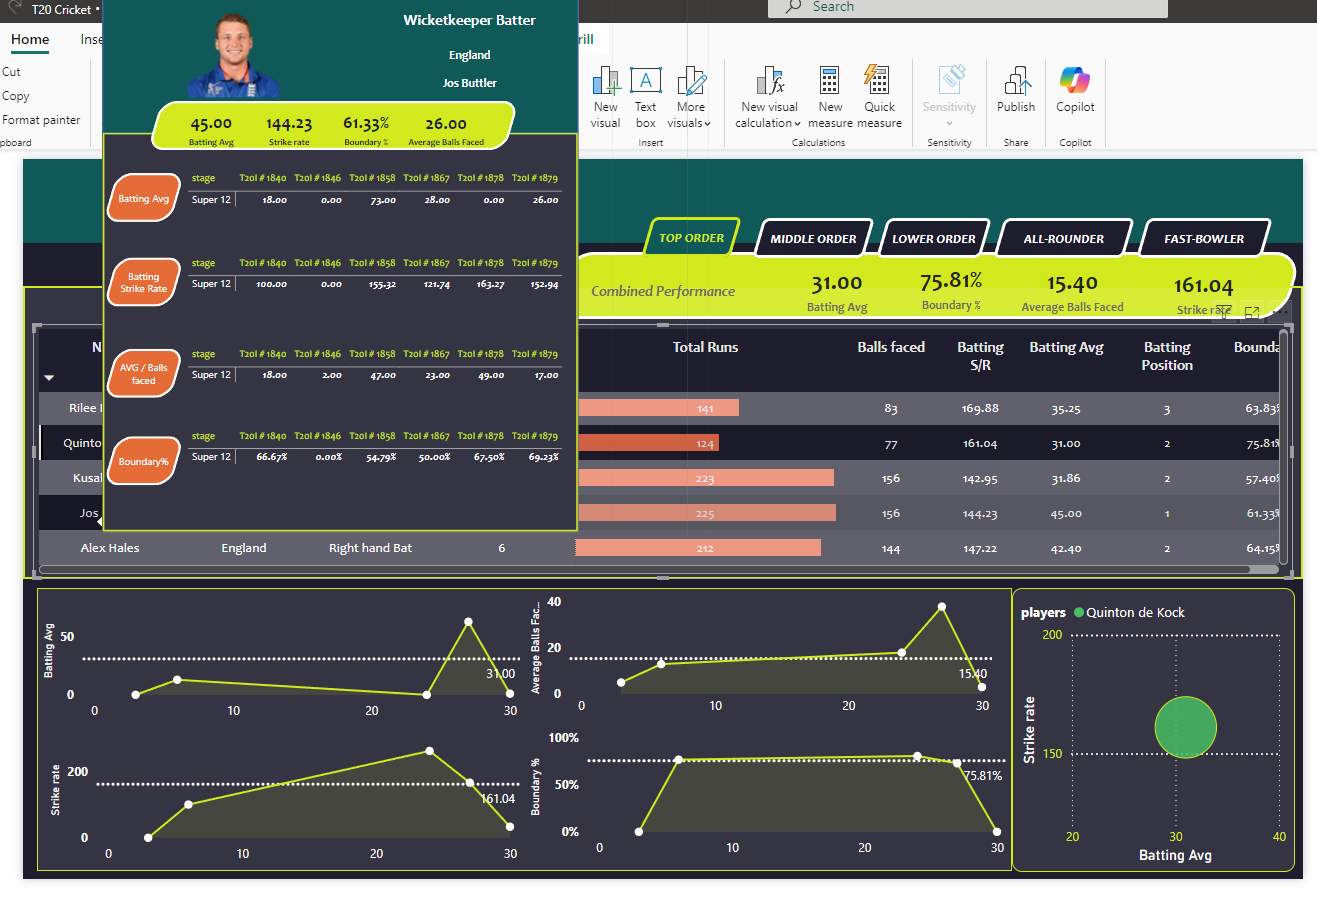 T20 Cricket •
Search
Home
Inse
rill
Cut
Copy
Format painter
pboard
New visual
Text box
More visuals
Insert
New visual calculation
New measure
Quick measure
Calculations
Sensitivity
Sensitivity
Publish
Share
Copilot
Copilot
Wicketkeeper Batter
England
Jos Buttler
45.00 144.23 61.33% 26.00
Batting Avg Strike rate Boundary % Average Balls Faced
Batting Avg
stage T20I # 1840 T20I # 1846 T20I # 1858 T20I # 1867 T20I # 1878 T20I # 1879
Super 12 18.00 0.00 73.00 28.00 0.00 26.00
Batting Strike Rate
stage T20I # 1840 T20I # 1846 T20I # 1858 T20I # 1867 T20I # 1878 T20I # 1879
Super 12 100.00 0.00 155.32 121.74 163.27 152.94
AVG / Balls faced
stage T20I # 1840 T20I # 1846 T20I # 1858 T20I # 1867 T20I # 1878 T20I # 1879
Super 12 18.00 2.00 47.00 23.00 49.00 17.00
Boundary%
stage T20I # 1840 T20I # 1846 T20I # 1858 T20I # 1867 T20I # 1878 T20I # 1879
Super 12 66.67% 0.00% 54.79% 50.00% 67.50% 69.23%
TOP ORDER MIDDLE ORDER LOWER ORDER ALL-ROUNDER FAST-BOWLER
Combined Performance
31.00 75.81% 15.40 161.04
Batting Avg Boundary % Average Balls Faced Strike rate
N Total Runs Balls faced Batting S/R Batting Avg Batting Position Bounda
Rilee 141 83 169.88 35.25 3 63.83%
Quinto 124 77 161.04 31.00 2 75.81%
Kusal 223 156 142.95 31.86 2 57.40%
Jos 225 156 144.23 45.00 1 61.33%
Alex Hales England Right hand Bat 6 212 144 147.22 42.40 2 64.15%
Batting Avg
50
0
31.00
0 10 20 30
Average Balls Fac...
40
20
0
15.40
0 10 20 30
Strike rate
200
0
161.04
0 10 20 30
Boundary %
100%
50%
0%
75.81%
0 10 20 30
players Quinton de Kock
Strike rate
200
150
20 30 40
Batting Avg